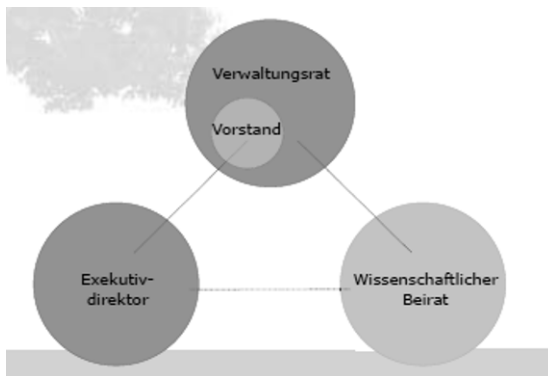 Verwaltungsrat
Vorstand
Exekutiv-
direktor
Wissenschaftlicher
Beirat